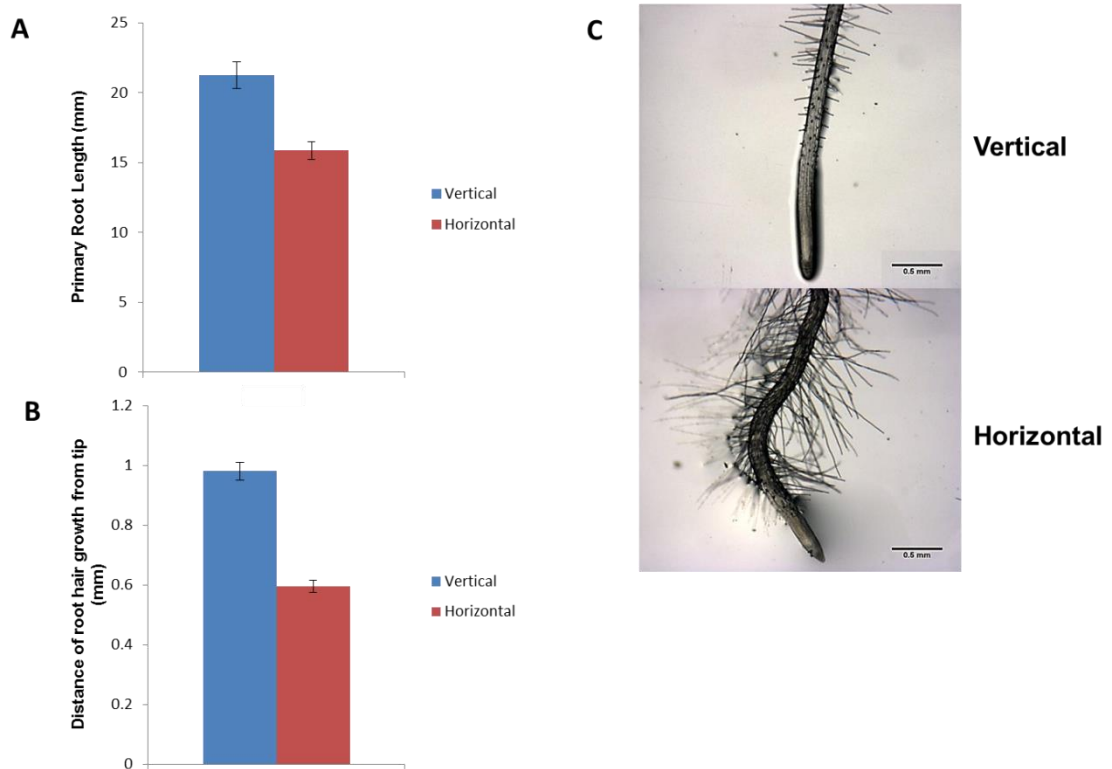 A
Primary Root Length (mm)
25
20
15
10
5
0
Vertical
Horizontal
B
Distance of root hair growth from tip
(mm)
1.2
1
0.8
0.6
0.4
0.2
0
Vertical
Horizontal
C
0.5 mm
Vertical
0.5 mm
Horizontal